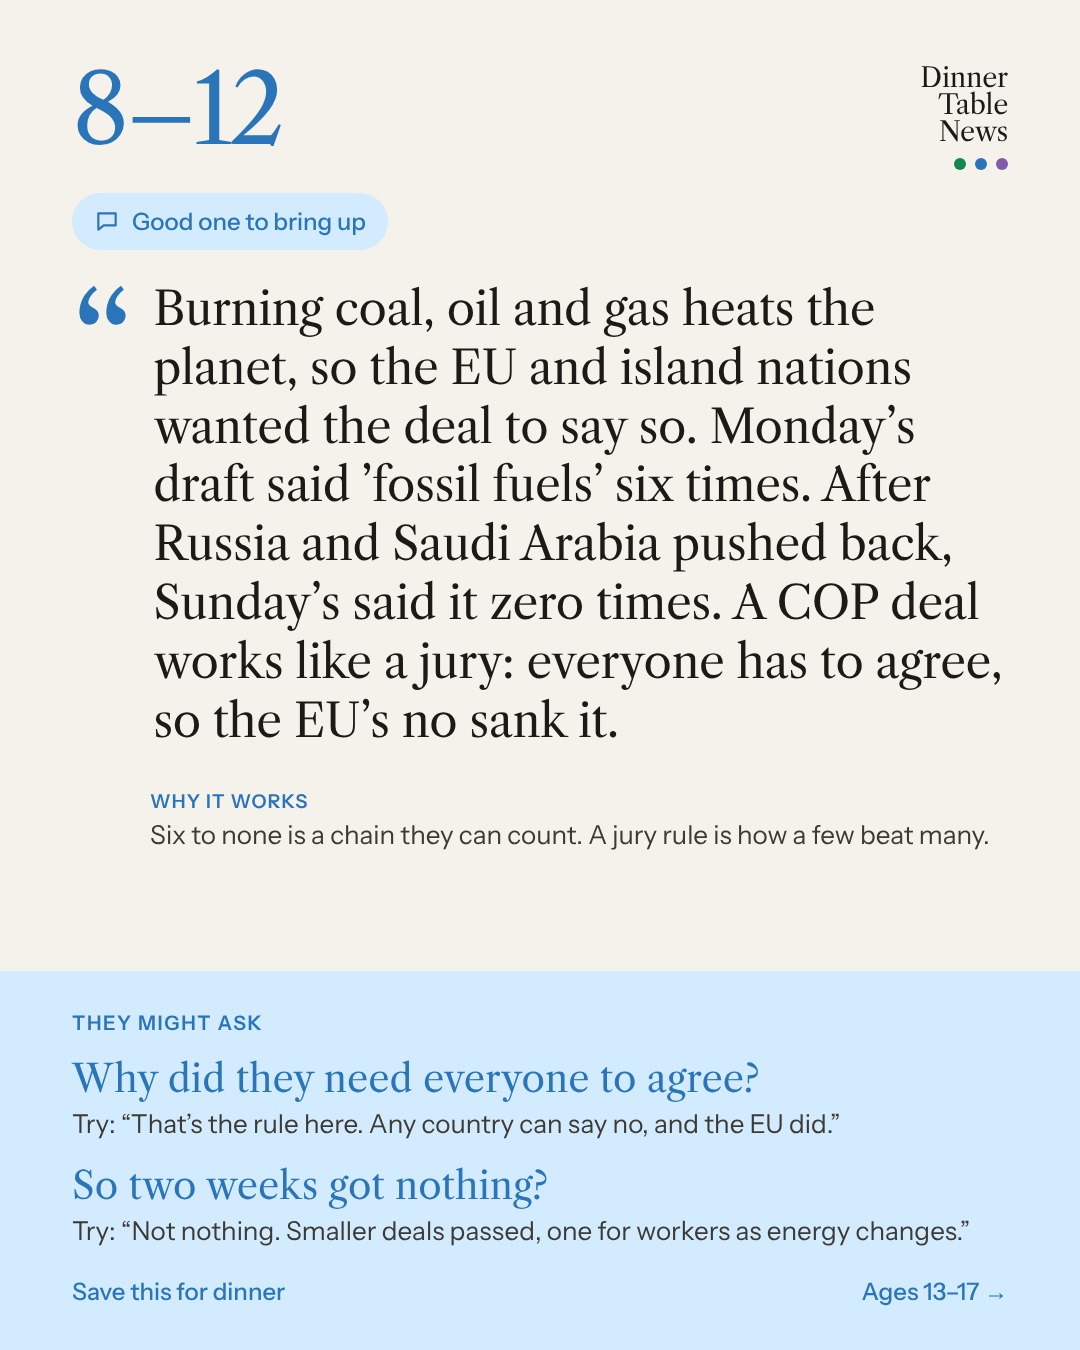 8–12
Dinner
Table
News
Good one to bring up
“ Burning coal, oil and gas heats the
planet, so the EU and island nations
wanted the deal to say so. Monday’s
draft said ’fossil fuels’ six times. After
Russia and Saudi Arabia pushed back,
Sunday’s said it zero times. A COP deal
works like a jury: everyone has to agree,
so the EU’s no sank it.
WHY IT WORKS
Six to none is a chain they can count. A jury rule is how a few beat many.
THEY MIGHT ASK
Why did they need everyone to agree?
Try: “That’s the rule here. Any country can say no, and the EU did.”
So two weeks got nothing?
Try: “Not nothing. Smaller deals passed, one for workers as energy changes.”
Save this for dinner
Ages 13–17 →